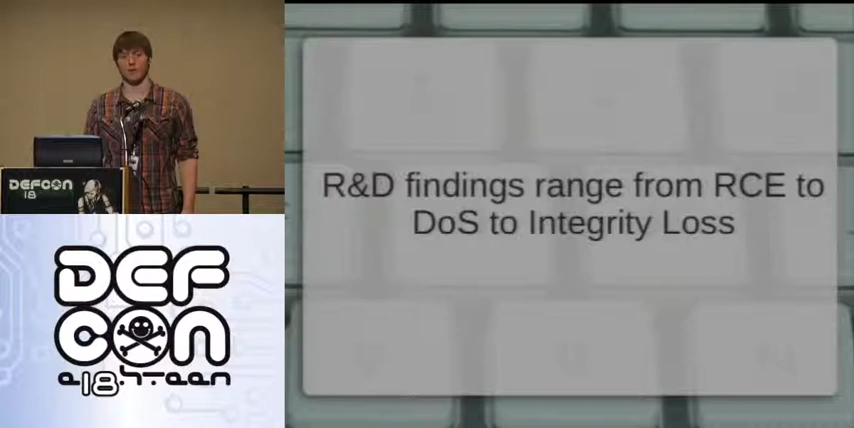 DEFCON
18
DEF
CON
e18hteen
R&D findings range from RCE to
DoS to Integrity Loss